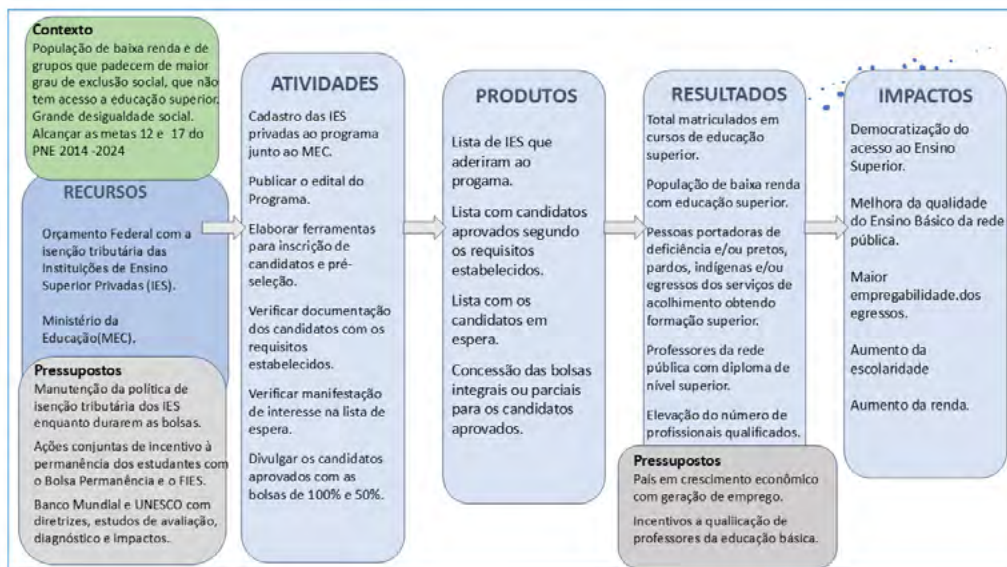 Contexto
População de baixa renda e de
grupos que padecem de maior
grau de exclusão social, que não
tem acesso a educação superior.
Grande desigualdade social.
Alcançar as metas 12 e 17 do
PNE 2014 -2024
RECURSOS
Orçamento Federal com a
isenção tributária das
Instituições de Ensino
Superior Privadas (IES).
Ministério da
Educação(MEC).
Pressupostos
Manutenção da política de
isenção tributária dos IES
enquanto durarem as bolsas.
Ações conjuntas de incentivo à
permanência dos estudantes com
o Bolsa Permanência e o FIES.
Banco Mundial e UNESCO com
diretrizes, estudos de avaliação,
diagnóstico e impactos.
ATIVIDADES
Cadastro das IES
privadas ao programa
junto ao MEC.
Publicar o edital do
Programa.
Elaborar ferramentas
para inscrição de
candidatos e pré-
seleção.
Verificar documentação
dos candidatos com os
requisitos
estabelecidos.
Verificar manifestação
de interesse na lista de
espera.
Divulgar os candidatos
aprovados com as
bolsas de 100% e 50%.
PRODUTOS
Lista de IES que
aderiram ao
progama.
Lista com candidatos
aprovados segundo
os requisitos
estabelecidos.
Lista com os
candidatos em
espera.
Concessão das bolsas
integrais ou parciais
para os candidatos
aprovados.
RESULTADOS
Total matriculados em
cursos de educação
superior.
População de baixa renda
com educação superior.
Pessoas portadoras de
deficiência e/ou pretos,
pardos, indígenas e/ou
egressos dos serviços de
acolhimento obtendo
formação superior.
Professores da rede
pública com diploma de
nível superior.
Elevação do número de
profissionais qualificados.
Pressupostos
País em crescimento econômico
com geração de emprego.
Incentivos a qualiicação de
professores da educação básica.
IMPACTOS
Democratização do
acesso ao Ensino
Superior.
Melhora da qualidade
do Ensino Básico da rede
pública.
Maior
empregabilidade.dos
egressos.
Aumento da
escolaridade
Aumento da renda.